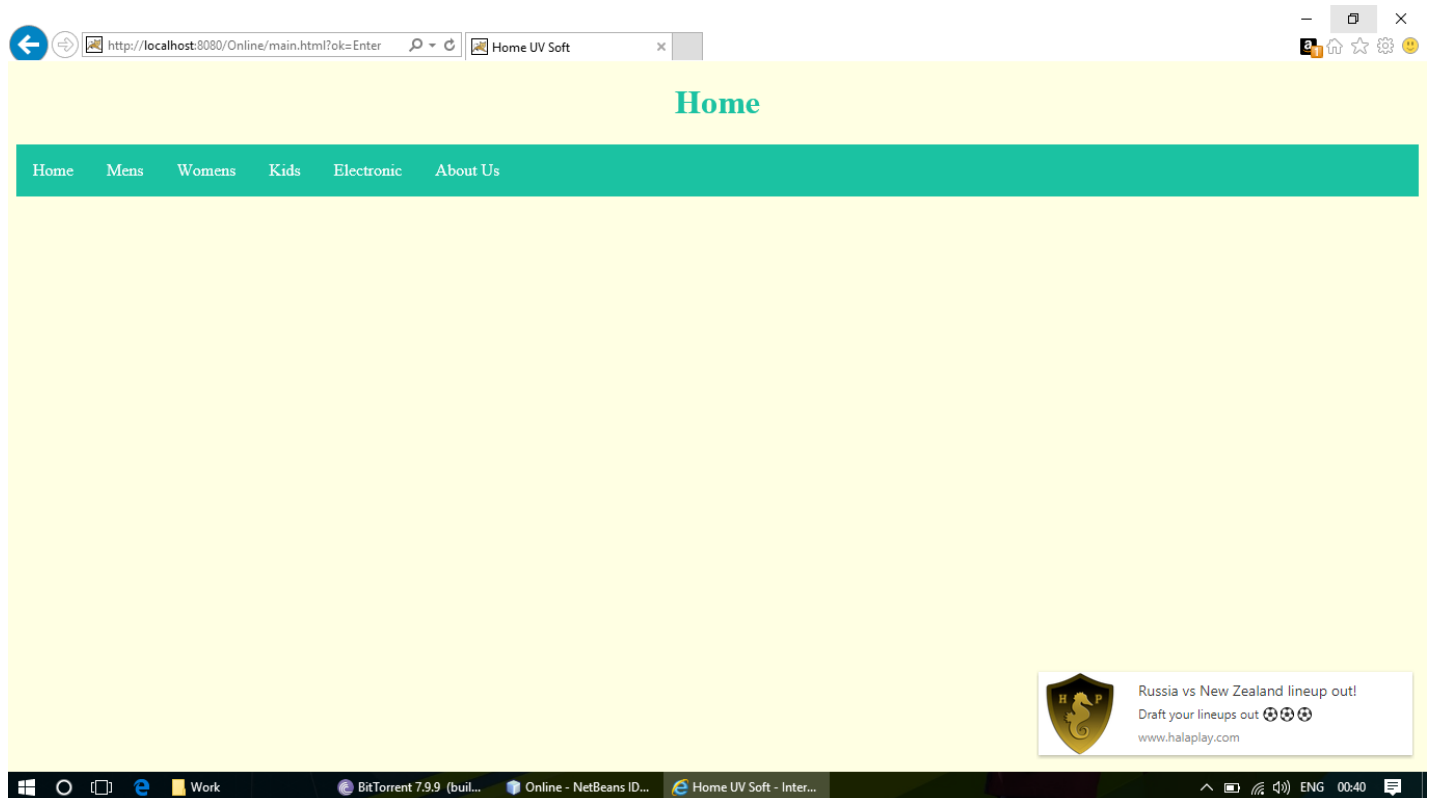 http://localhost:8080/Online/main.html?ok=Enter
Home UV Soft
Home
Home Mens Womens Kids Electronic About Us
H P
Russia vs New Zealand lineup out!
Draft your lineups out ⚽⚽⚽
www.halaplay.com
Work
BitTorrent 7.9.9 (buil...
Online - NetBeans ID...
Home UV Soft - Inter...
ENG 00:40